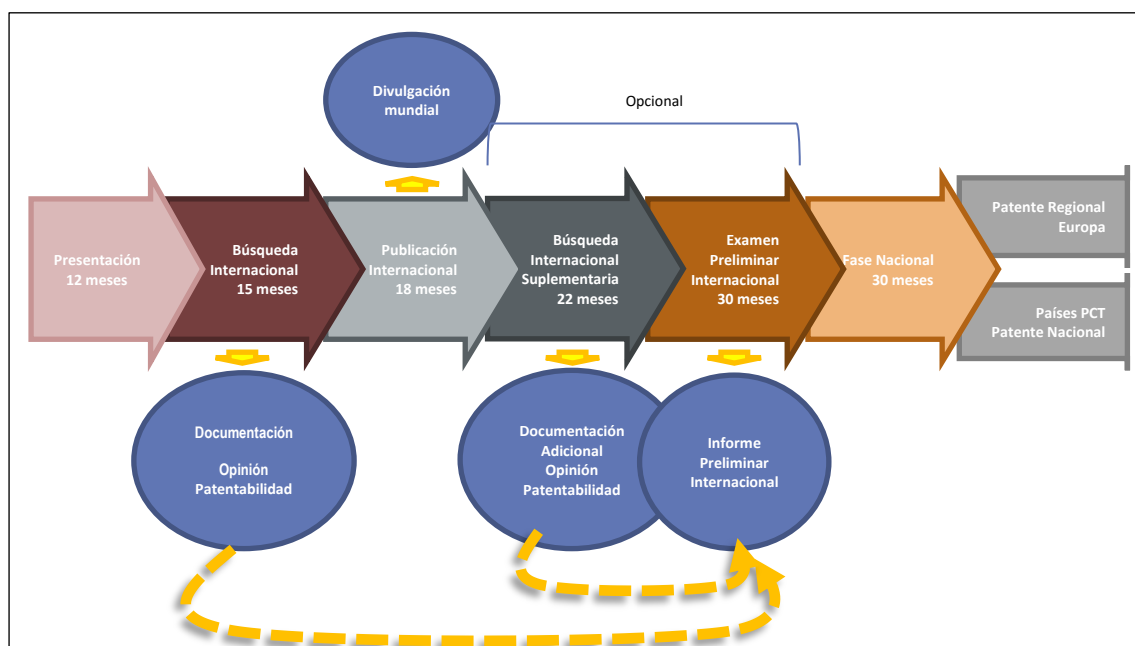 Divulgación
mundial
Opcional
Presentación
12 meses
Búsqueda
Internacional
15 meses
Publicación
Internacional
18 meses
Búsqueda
Internacional
Suplementaria
22 meses
Examen
Preliminar
Internacional
30 meses
Fase Nacional
30 meses
Patente Regional
Europa
Países PCT
Patente Nacional
Documentación
Opinión
Patentabilidad
Documentación
Adicional
Opinión
Patentabilidad
Informe
Preliminar
Internacional